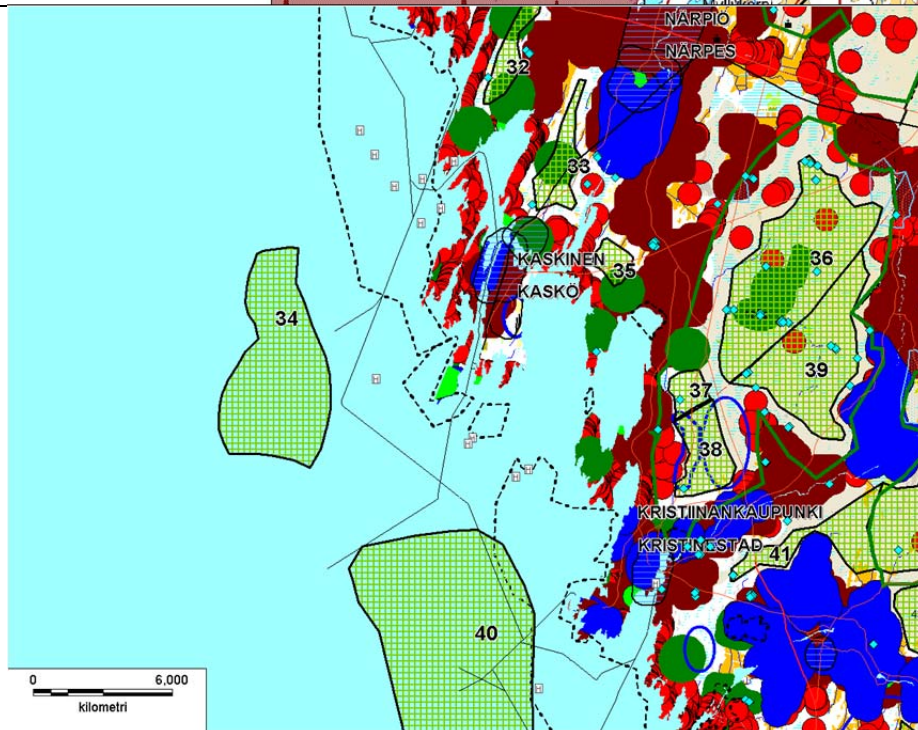 NÄRPIÖ
NÄRPES
32
33
KASKINEN
KASKÖ
35
36
34
39
37
38
KRISTIINANKAUPUNKI
KRISTINESTAD
41
40
0 6,000
kilometri
H
H
H
H
H
H
H
H
H
H
H
H
H